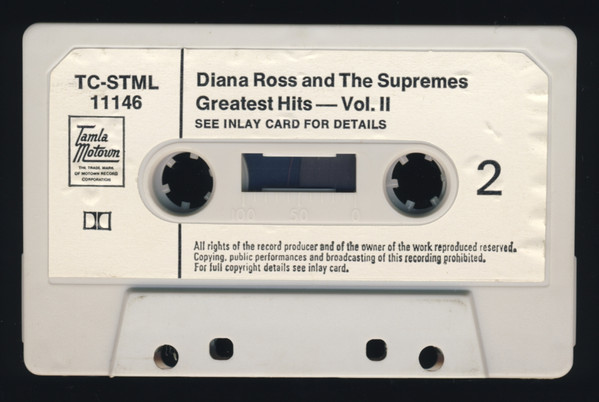 TC-STML
11146
Tamla
Motown
THE TRADE MARK
OF MOTOWN RECORD
CORPORATION
Diana Ross and The Supremes
Greatest Hits — Vol. II
SEE INLAY CARD FOR DETAILS
2
100 50 0
All rights of the record producer and of the owner of the work reproduced reserved.
Copying, public performances and broadcasting of this recording prohibited.
For full copyright details see inlay card.